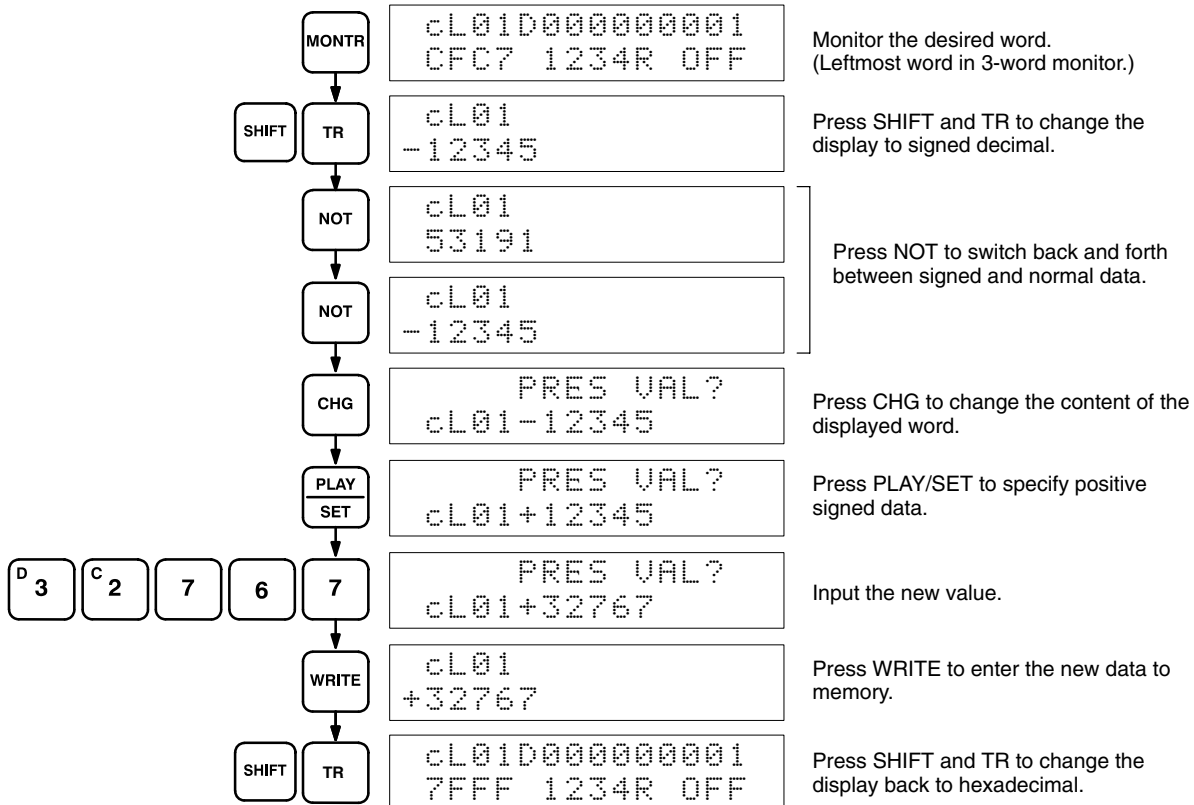 MONTR
cL01D000000001
CFC7 1234R OFF
Monitor the desired word.
(Leftmost word in 3-word monitor.)
SHIFT TR
cL01
-12345
Press SHIFT and TR to change the
display to signed decimal.
NOT
cL01
53191
NOT
cL01
-12345
Press NOT to switch back and forth
between signed and normal data.
CHG
PRES VAL?
cL01-12345
Press CHG to change the content of the
displayed word.
PLAY
SET
PRES VAL?
cL01+12345
Press PLAY/SET to specify positive
signed data.
D 3 C 2 7 6 7
PRES VAL?
cL01+32767
Input the new value.
WRITE
cL01
+32767
Press WRITE to enter the new data to
memory.
SHIFT TR
cL01D000000001
7FFF 1234R OFF
Press SHIFT and TR to change the
display back to hexadecimal.